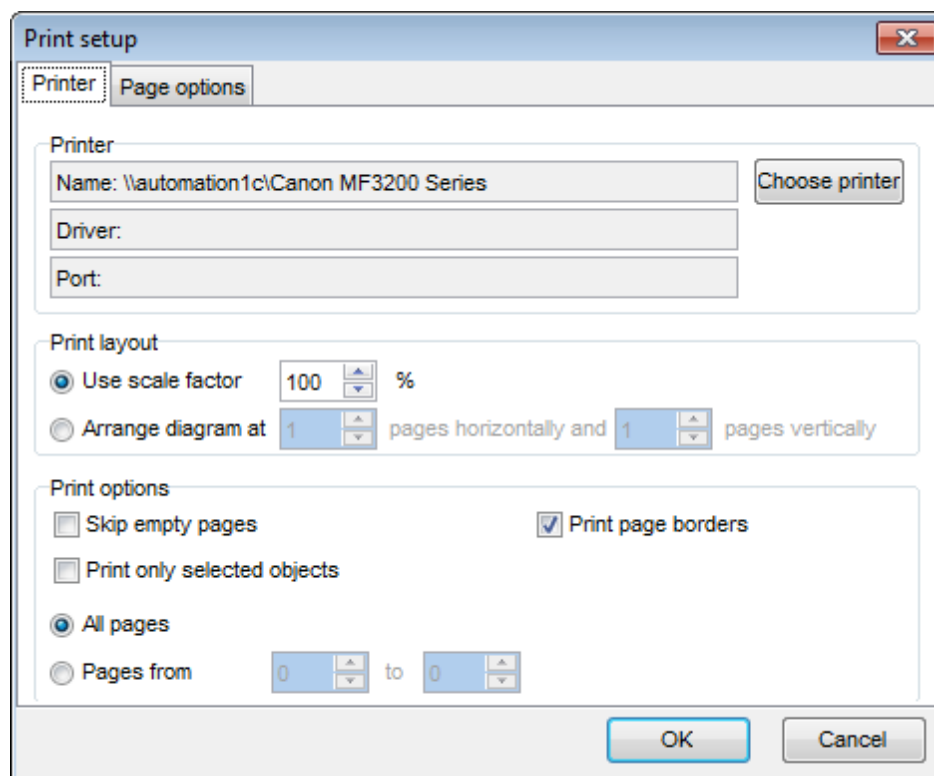 Print setup
Printer Page options
Printer
Name: \\automation1c\Canon MF3200 Series Choose printer
Driver:
Port:
Print layout
Use scale factor 100 %
Arrange diagram at 1 pages horizontally and 1 pages vertically
Print options
Skip empty pages Print page borders
Print only selected objects
All pages
Pages from 0 to 0
OK Cancel